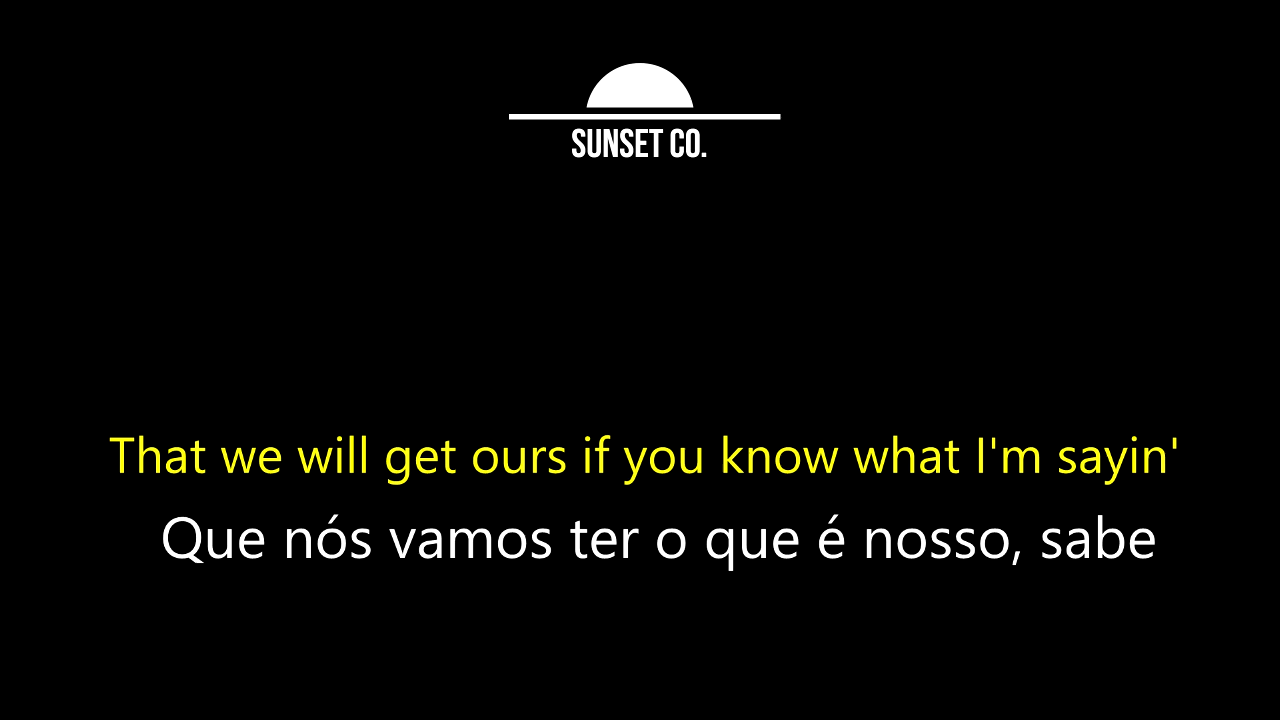 SUNSET CO.
That we will get ours if you know what I'm sayin'
Que nós vamos ter o que é nosso, sabe